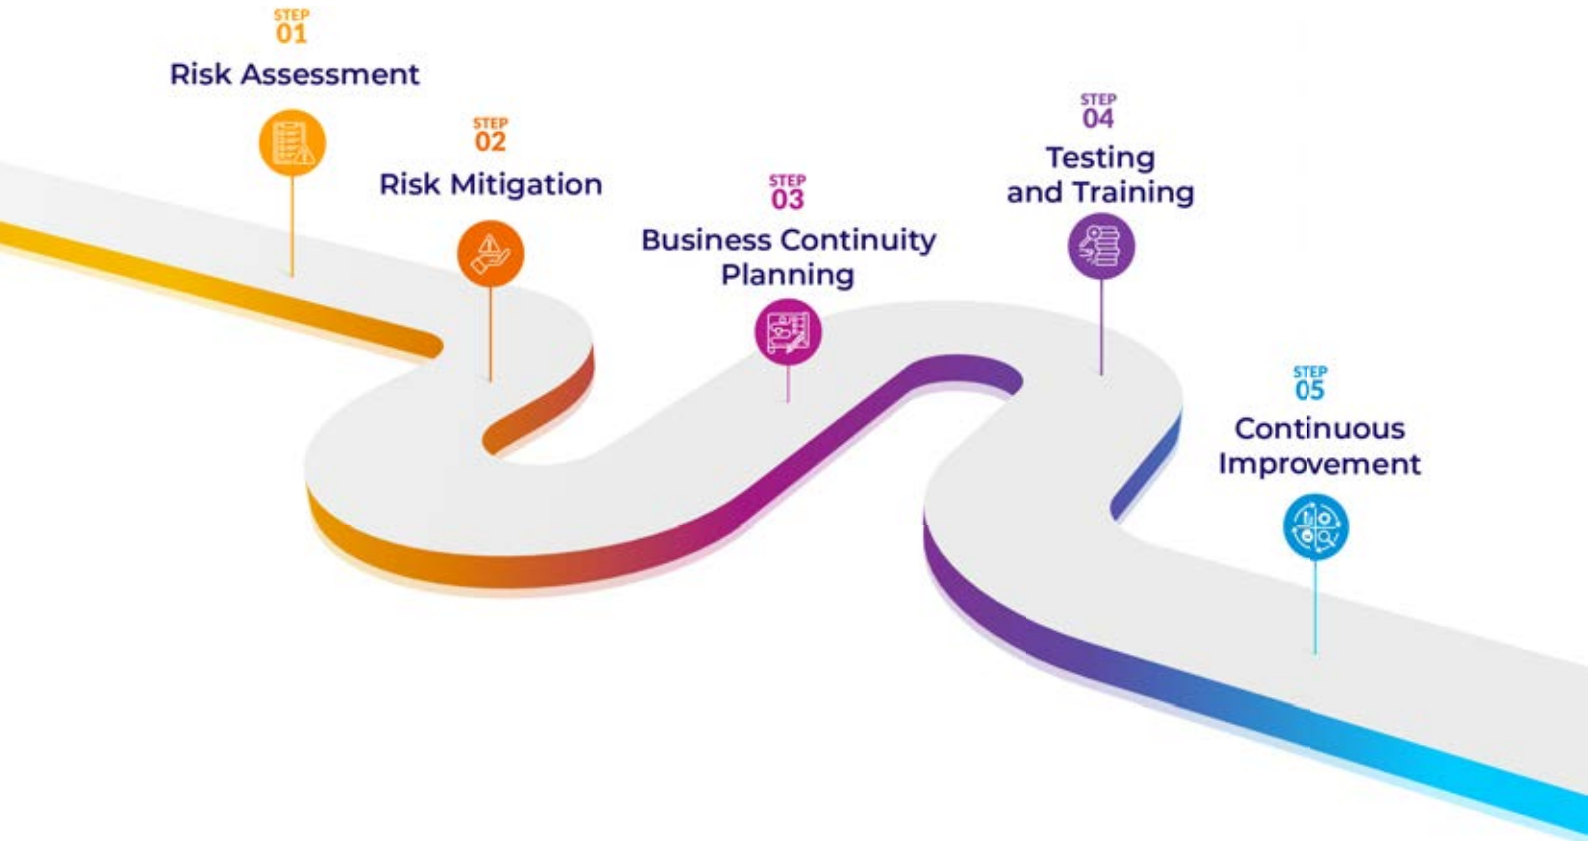 STEP
01
Risk Assessment
STEP
02
Risk Mitigation
STEP
03
Business Continuity
Planning
STEP
04
Testing
and Training
STEP
05
Continuous
Improvement